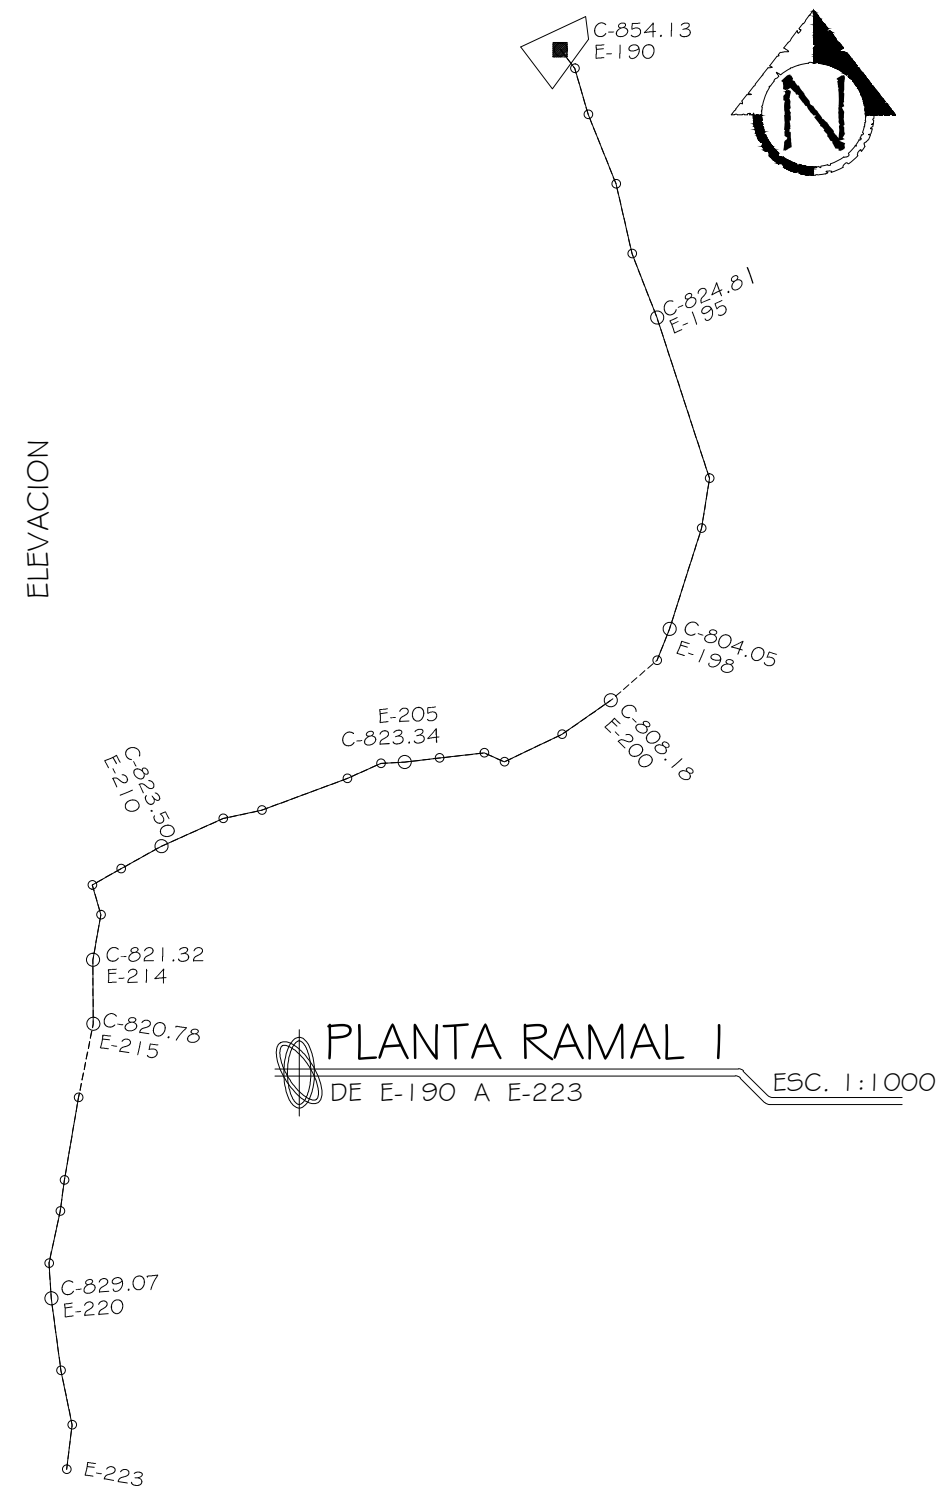 C-854.13
E-190
N
C-824.81
E-195
ELEVACION
C-804.05
E-198
C-808.18
E-200
E-205
C-823.34
C-823.50
E-210
C-821.32
E-214
C-820.78
E-215
PLANTA RAMAL 1
DE E-190 A E-223
ESC. 1:1000
C-829.07
E-220
E-223